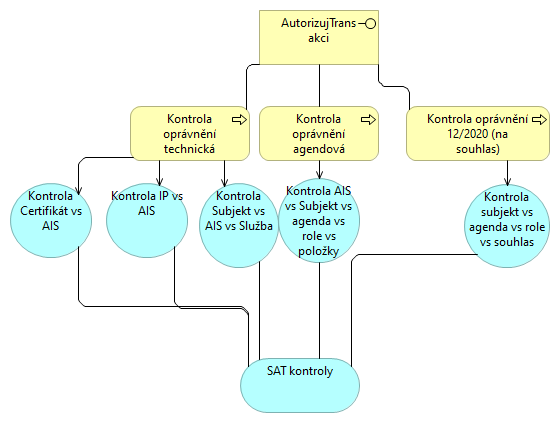 AutorizujTrans
akci
Kontrola
oprávnění
technická
Kontrola
oprávnění
agendová
Kontrola oprávnění
12/2020 (na
souhlas)
Kontrola
Certifikát vs
AIS
Kontrola IP vs
AIS
Kontrola
Subjekt vs
AIS vs Služba
Kontrola AIS
vs Subjekt vs
agenda vs
role vs
položky
Kontrola
subjekt vs
agenda vs role
vs souhlas
SAT kontroly